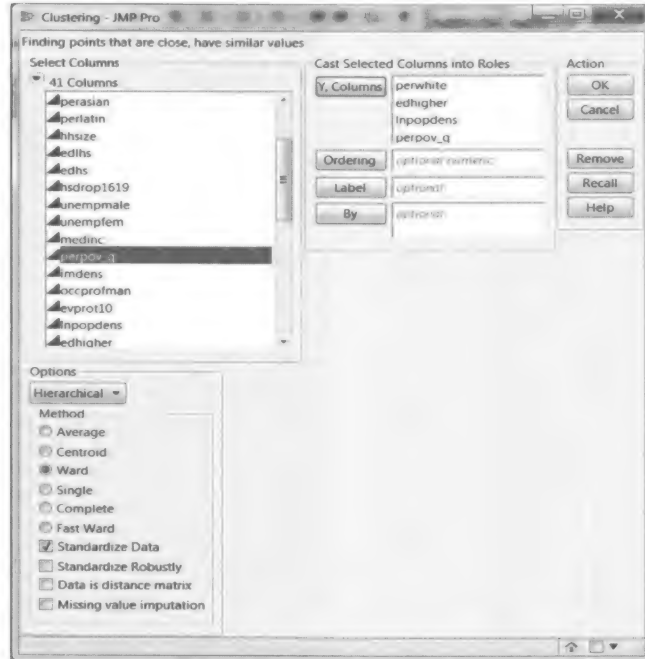 Clustering - JMP Pro
Finding points that are close, have similar values
Select Columns
41 Columns
perasian
perlatin
hhsize
edlhs
edhs
hsdrop1619
unempmale
unempfem
medinc
perpov_q
imdens
occprofman
evprot10
lnpopdens
edhigher
Cast Selected Columns into Roles
Y, Columns
perwhite
edhigher
lnpopdens
perpov_q
Ordering
optional numeric
Label
optional
By
optional
Action
OK
Cancel
Remove
Recall
Help
Options
Hierarchical
Method
Average
Centroid
Ward
Single
Complete
Fast Ward
Standardize Data
Standardize Robustly
Data is distance matrix
Missing value imputation